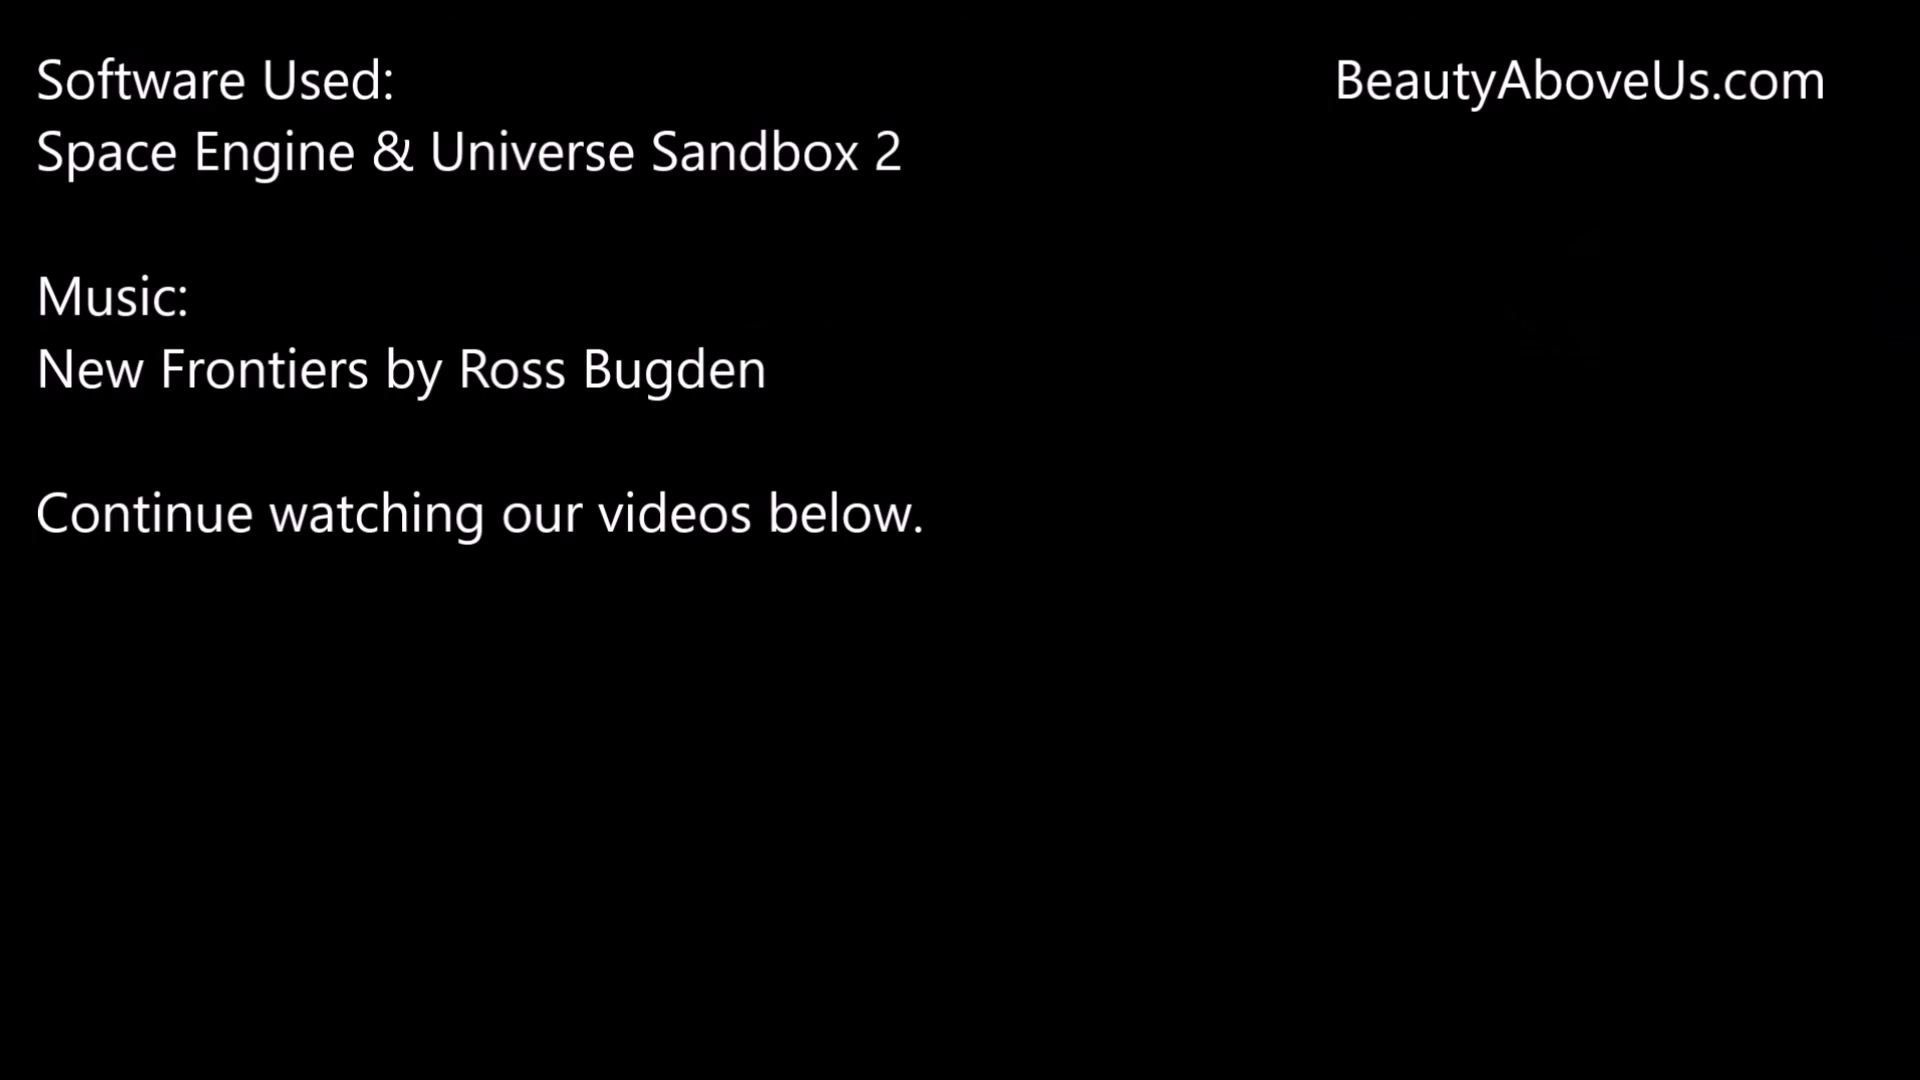 Software Used:
BeautyAboveUs.com
Space Engine & Universe Sandbox 2
Music:
New Frontiers by Ross Bugden
Continue watching our videos below.